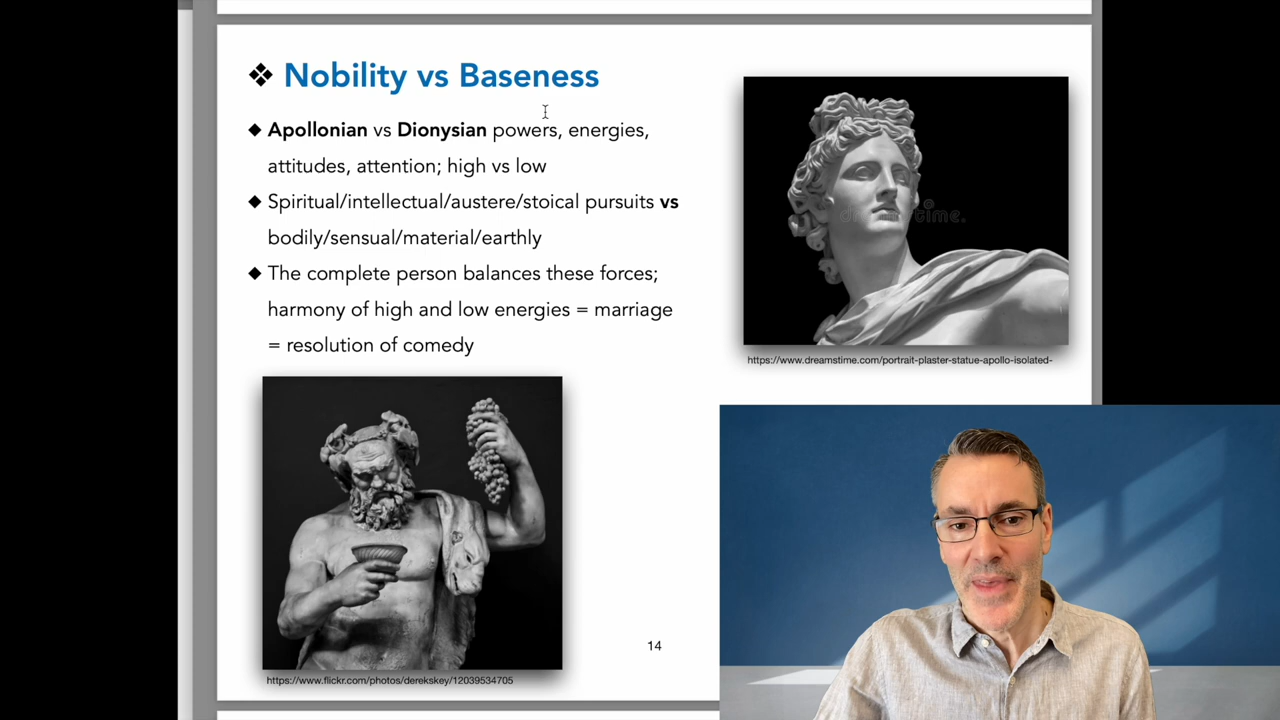 ❖ Nobility vs Baseness
◆ Apollonian vs Dionysian powers, energies,
attitudes, attention; high vs low
◆ Spiritual/intellectual/austere/stoical pursuits vs
bodily/sensual/material/earthly
◆ The complete person balances these forces;
harmony of high and low energies = marriage
= resolution of comedy
https://www.dreamstime.com/portrait-plaster-statue-apollo-isolated-
https://www.flickr.com/photos/derekskey/12039534705
14